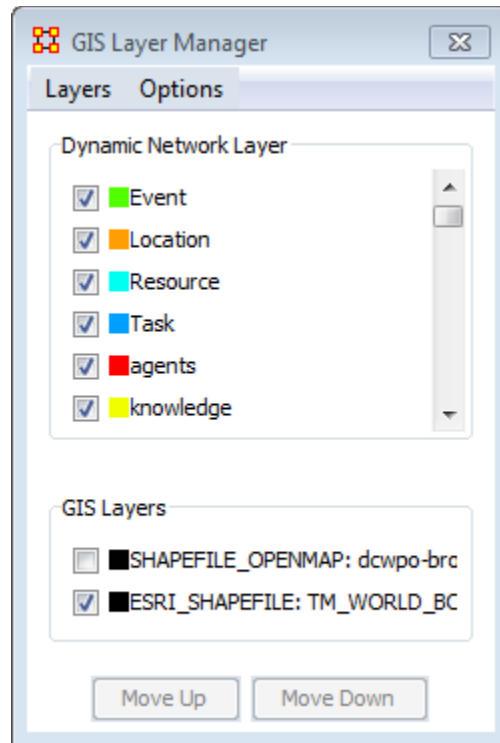 GIS Layer Manager
Layers Options
Dynamic Network Layer
Event
Location
Resource
Task
agents
knowledge
GIS Layers
SHAPEFILE_OPENMAP: dcwpo-bro
ESRI_SHAPEFILE: TM_WORLD_BC
Move Up Move Down